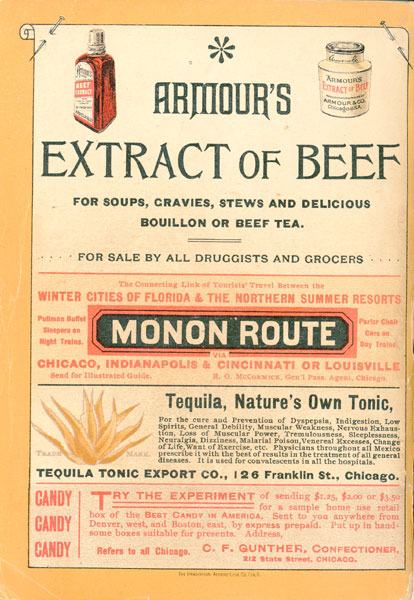 ARMOUR'S
BEEF
EXTRACT
ARMOUR'S
EXTRACT OF BEEF
ARMOUR & CO.
Chicago U.S.A.
ARMOUR'S
EXTRACT OF BEEF
FOR SOUPS, GRAVIES, STEWS AND DELICIOUS
BOUILLON OR BEEF TEA.
FOR SALE BY ALL DRUGGISTS AND GROCERS
The Connecting Link of Tourists' Travel Between the
WINTER CITIES OF FLORIDA & THE NORTHERN SUMMER RESORTS
Pullman Buffet
Sleepers on
Night Trains.
MONON ROUTE
Parlor Chair
Cars on
Day Trains.
VIA
CHICAGO, INDIANAPOLIS & CINCINNATI OR LOUISVILLE
Send for Illustrated Guide. R. O. McCORMICK, Gen'l Pass. Agent, Chicago.
TRADE MARK.
Tequila, Nature's Own Tonic,
For the cure and Prevention of Dyspepsia, Indigestion, Low
Spirits, General Debility, Muscular Weakness, Nervous Exhaus-
tion, Loss of Muscular Power, Tremulousness, Sleeplessness,
Neuralgia, Dizziness, Malarial Poison, Venereal Excesses, Change
of Life, Want of Exercise, etc. Physicians throughout all Mexico
prescribe it with the best of results in the treatment of all general
diseases. It is used for convalescents in all the hospitals.
TEQUILA TONIC EXPORT CO., 126 Franklin St., Chicago.
CANDY
CANDY
CANDY
TRY THE EXPERIMENT of sending $1.25, $2.00 or $3.50
for a sample home use retail
box of the BEST CANDY IN AMERICA. Sent to you anywhere from
Denver, west, and Boston, east, by express prepaid. Put up in hand-
some boxes suitable for presents. Address,
Refers to all Chicago. C. F. GUNTHER, CONFECTIONER,
212 State Street, CHICAGO.